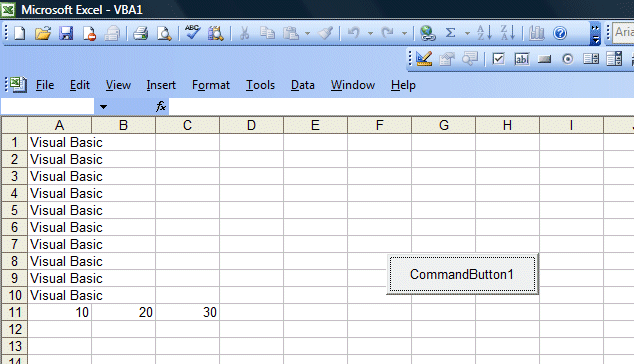 Microsoft Excel - VBA1
ABC
Σ
A
Z
Z
A
Aria
ab|
File Edit View Insert Format Tools Data Window Help
fx
A B C D E F G H I
1 Visual Basic
2 Visual Basic
3 Visual Basic
4 Visual Basic
5 Visual Basic
6 Visual Basic
7 Visual Basic
8 Visual Basic
9 Visual Basic
10 Visual Basic
CommandButton1
11 10 20 30
12
13
14